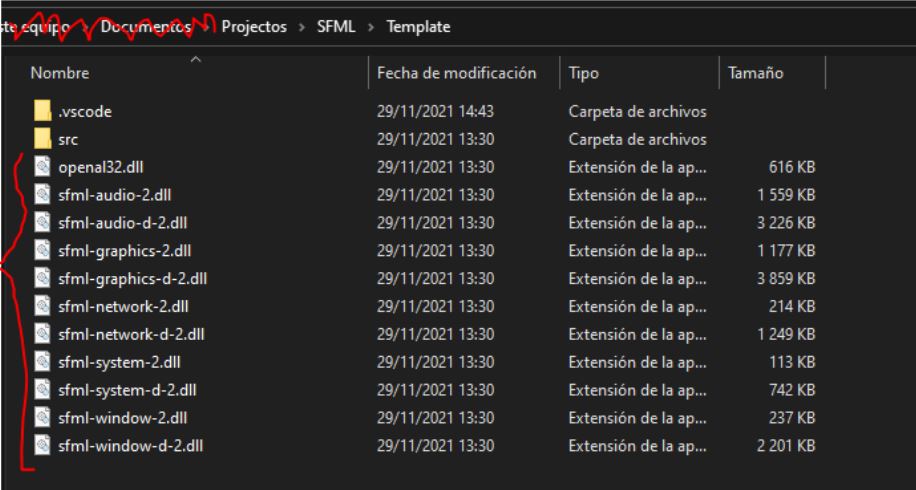 ste equipo > Documentos > Projectos > SFML > Template
Nombre Fecha de modificación Tipo Tamaño
.vscode 29/11/2021 14:43 Carpeta de archivos
src 29/11/2021 13:30 Carpeta de archivos
openal32.dll 29/11/2021 13:30 Extensión de la ap... 616 KB
sfml-audio-2.dll 29/11/2021 13:30 Extensión de la ap... 1 559 KB
sfml-audio-d-2.dll 29/11/2021 13:30 Extensión de la ap... 3 226 KB
sfml-graphics-2.dll 29/11/2021 13:30 Extensión de la ap... 1 177 KB
sfml-graphics-d-2.dll 29/11/2021 13:30 Extensión de la ap... 3 859 KB
sfml-network-2.dll 29/11/2021 13:30 Extensión de la ap... 214 KB
sfml-network-d-2.dll 29/11/2021 13:30 Extensión de la ap... 1 249 KB
sfml-system-2.dll 29/11/2021 13:30 Extensión de la ap... 113 KB
sfml-system-d-2.dll 29/11/2021 13:30 Extensión de la ap... 742 KB
sfml-window-2.dll 29/11/2021 13:30 Extensión de la ap... 237 KB
sfml-window-d-2.dll 29/11/2021 13:30 Extensión de la ap... 2 201 KB